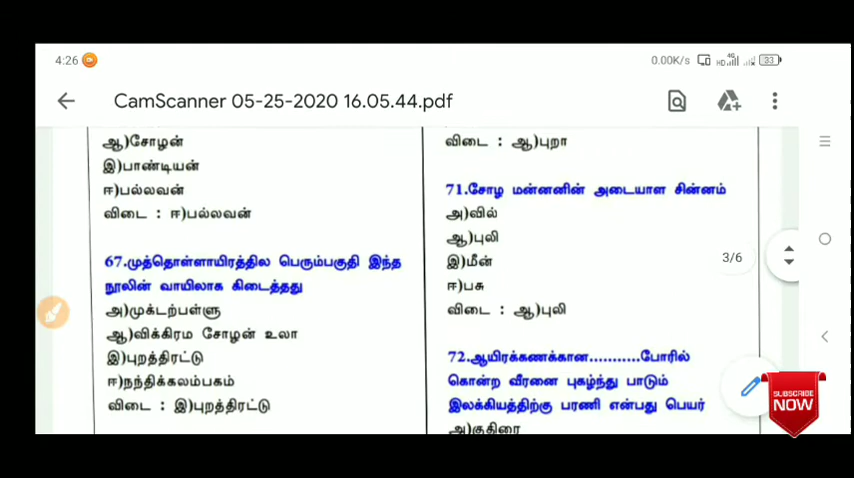 4:26
0.00K/s
4G
HD
33
CamScanner 05-25-2020 16.05.44.pdf
ஆ)சோழன்
இ)பாண்டியன்
ஈ)பல்லவன்
விடை : ஈ)பல்லவன்
67.முத்தொள்ளாயிரத்தில பெரும்பகுதி இந்த
நூலின் வாயிலாக கிடைத்தது
அ)முக்டற்பள்ளு
ஆ)விக்கிரம சோழன் உலா
இ)புறத்திரட்டு
ஈ)நந்திக்கலம்பகம்
விடை : இ)புறத்திரட்டு
விடை : ஆ)புறா
71.சோழ மன்னனின் அடையாள சின்னம்
அ)வில்
ஆ)புலி
இ)மீன்
ஈ)பசு
விடை : ஆ)புலி
72.ஆயிரக்கணக்கான...........போரில்
கொன்ற வீரனை புகழ்ந்து பாடும்
இலக்கியத்திற்கு பரணி என்பது பெயர்
அ)குதிரை
3/6
SUBSCRIBE
NOW